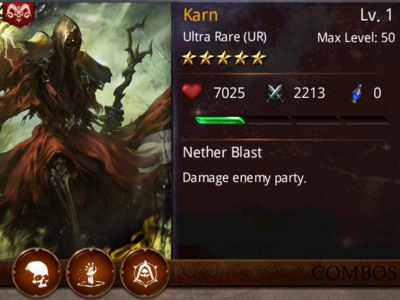 Karn Lv. 1
Ultra Rare (UR) Max Level: 50
7025 2213 0
Nether Blast
Damage enemy party.
COMBOS